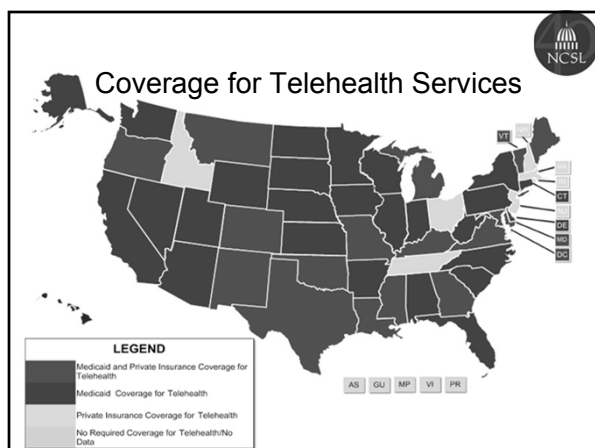 NCSL
Coverage for Telehealth Services
VT
CT
DE
MD
DC
LEGEND
Medicaid and Private Insurance Coverage for
Telehealth
Medicaid Coverage for Telehealth
Private Insurance Coverage for Telehealth
No Required Coverage for Telehealth/No
Data
AS GU MP VI PR